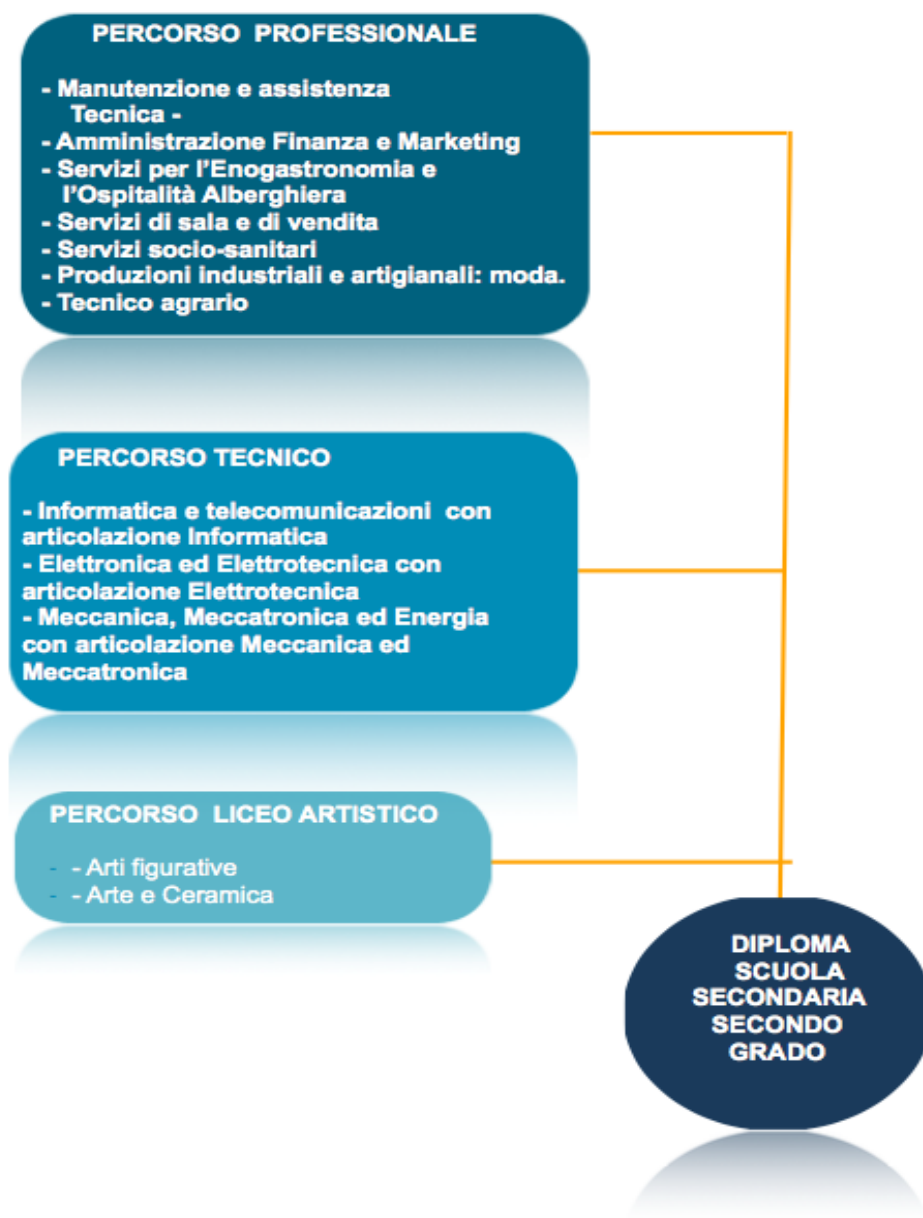 PERCORSO PROFESSIONALE
- Manutenzione e assistenza
Tecnica -
- Amministrazione Finanza e Marketing
- Servizi per l'Enogastronomia e
l'Ospitalità Alberghiera
- Servizi di sala e di vendita
- Servizi socio-sanitari
- Produzioni industriali e artigianali: moda.
- Tecnico agrario
PERCORSO TECNICO
- Informatica e telecomunicazioni con
articolazione Informatica
- Elettronica ed Elettrotecnica con
articolazione Elettrotecnica
- Meccanica, Meccatronica ed Energia
con articolazione Meccanica ed
Meccatronica
PERCORSO LICEO ARTISTICO
- - Arti figurative
- - Arte e Ceramica
DIPLOMA
SCUOLA
SECONDARIA
SECONDO
GRADO